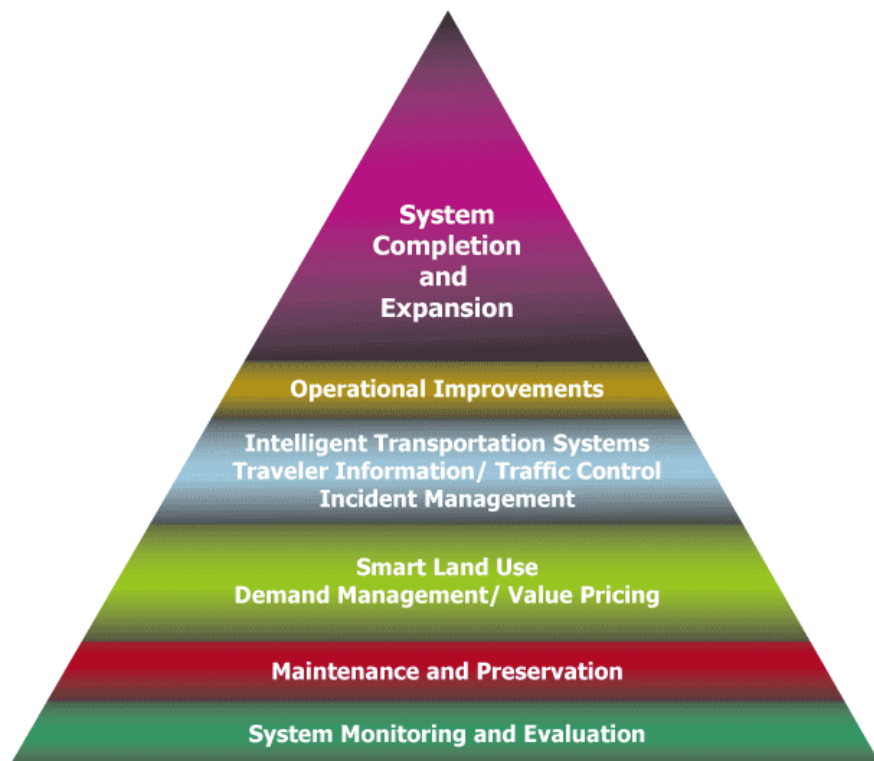 System
Completion
and
Expansion
Operational Improvements
Intelligent Transportation Systems
Traveler Information/ Traffic Control
Incident Management
Smart Land Use
Demand Management/ Value Pricing
Maintenance and Preservation
System Monitoring and Evaluation